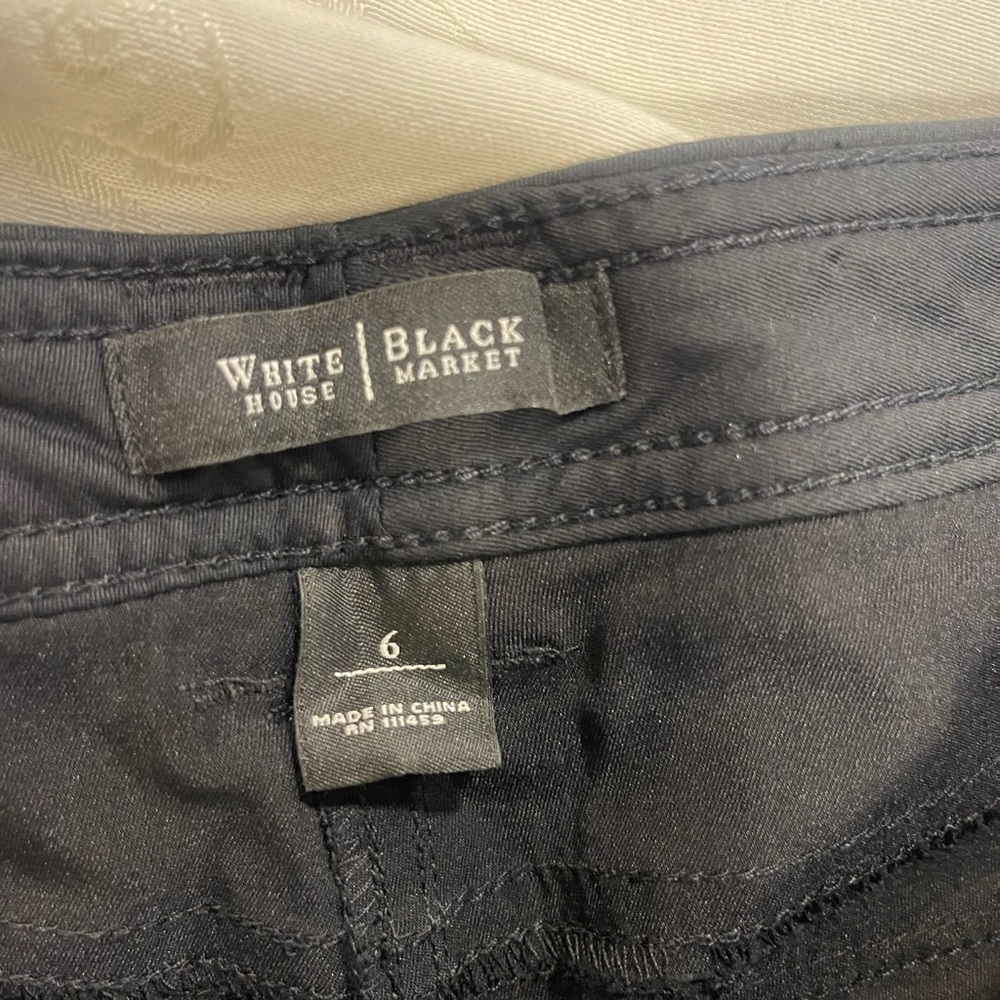 WHITE HOUSE | BLACK MARKET
6
MADE IN CHINA
RN 111459